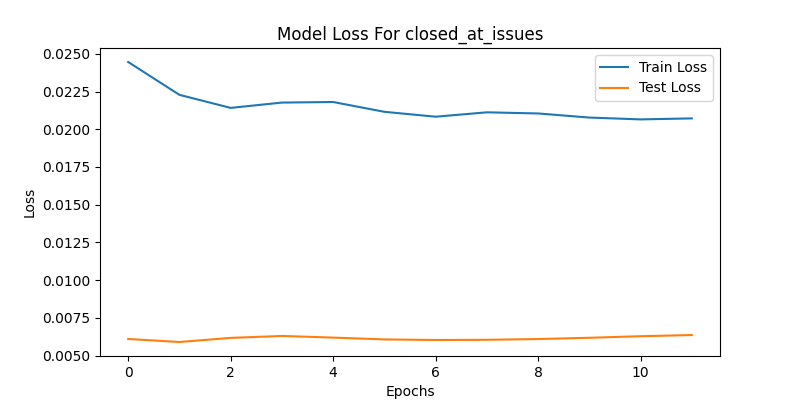 Model Loss For closed_at_issues
0.0250
0.0225
0.0200
0.0175
0.0150
0.0125
0.0100
0.0075
0.0050
Loss
Train Loss
Test Loss
0 2 4 6 8 10
Epochs